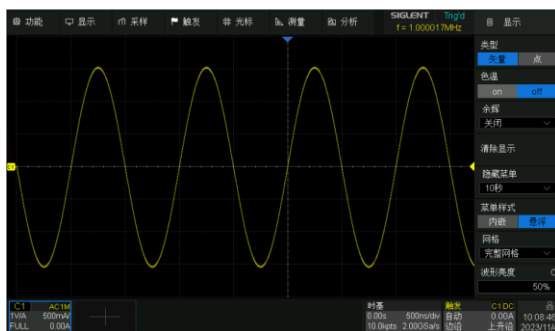 功能 显示 采样 触发 光标 测量 分析
SIGLENT Trig'd
f = 1.000017MHz
显示
类型
矢量 点
色温
on off
余辉
关闭
清除显示
隐藏菜单
10秒
菜单样式
内嵌 悬浮
网格
完整网格
波形亮度
50%
C1
C1 AC1M
1V/A 500mA/
FULL 0.00A
时基
0.00s 500ns/div
10.0kpts 2.00GSa/s
触发 C1 DC
自动 0.00A
边沿 上升沿
10:08:46